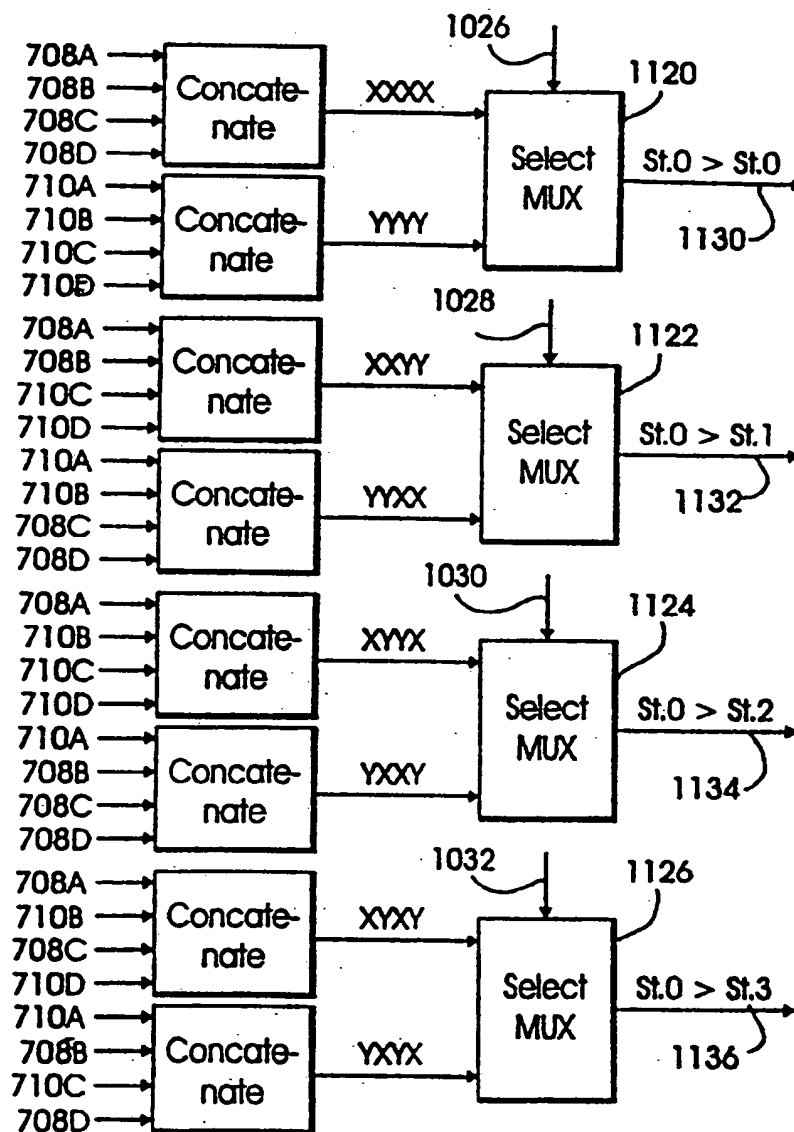 1026
708A
708B
708C
708D
Concate-
nate
XXXX
1120
Select
MUX
St.0 > St.0
1130
710A
710B
710C
710D
Concate-
nate
YYYY
1028
708A
708B
710C
710D
Concate-
nate
XXYY
1122
Select
MUX
St.0 > St.1
1132
710A
710B
708C
708D
Concate-
nate
YYXX
1030
708A
710B
710C
710D
Concate-
nate
XYYX
1124
Select
MUX
St.0 > St.2
1134
710A
708B
708C
708D
Concate-
nate
YXXY
1032
708A
710B
708C
710D
Concate-
nate
XYXY
1126
Select
MUX
St.0 > St.3
1136
710A
708B
710C
708D
Concate-
nate
YXYX